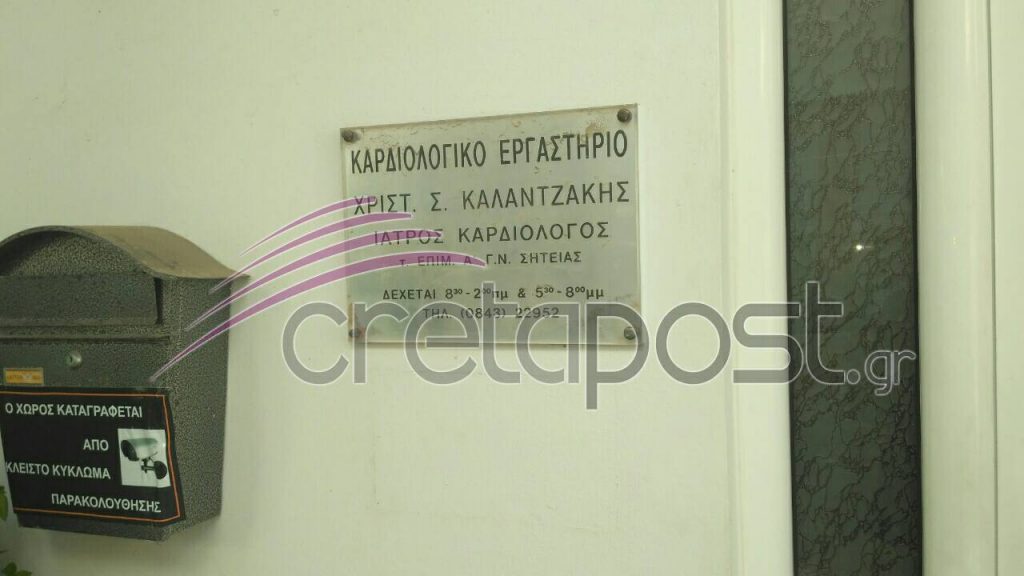 ΚΑΡΔΙΟΛΟΓΙΚΟ ΕΡΓΑΣΤΗΡΙΟ
ΧΡΙΣΤ. Σ. ΚΑΛΑΝΤΖΑΚΗΣ
ΙΑΤΡΟΣ ΚΑΡΔΙΟΛΟΓΟΣ
τ. ΕΠΙΜ. Α. Γ.Ν. ΣΗΤΕΙΑΣ
ΔΕΧΕΤΑΙ 8³⁰-2³⁰πμ & 5³⁰-8⁰⁰μμ
ΤΗΛ. (0843) 22952
cretapost.gr
Ο ΧΩΡΟΣ ΚΑΤΑΓΡΑΦΕΤΑΙ
ΑΠΟ
ΚΛΕΙΣΤΟ ΚΥΚΛΩΜΑ
ΠΑΡΑΚΟΛΟΥΘΗΣΗΣ